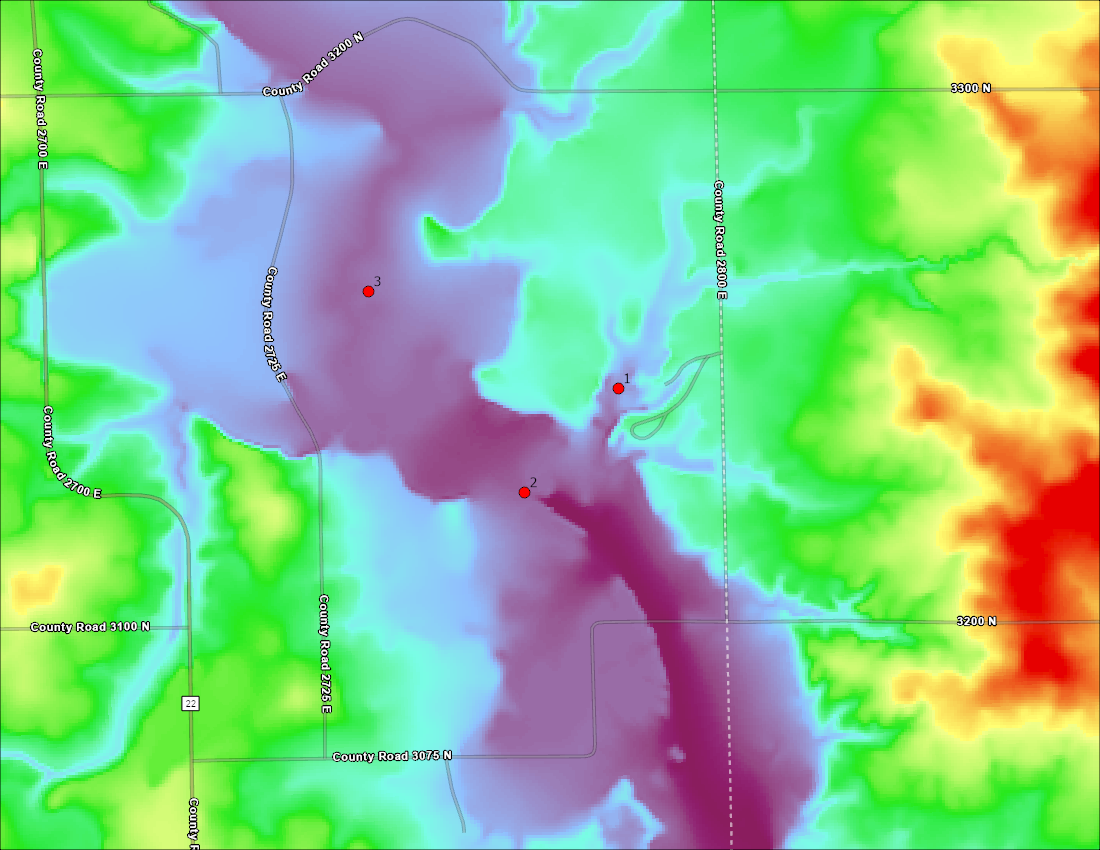 County Road 3200 N
3300 N
County Road 2700 E
County Road 2800 E
County Road 2725 E
3
1
County Road 2700 E
2
County Road 3100 N
3200 N
County Road 2725 E
22
County Road 3075 N
County R